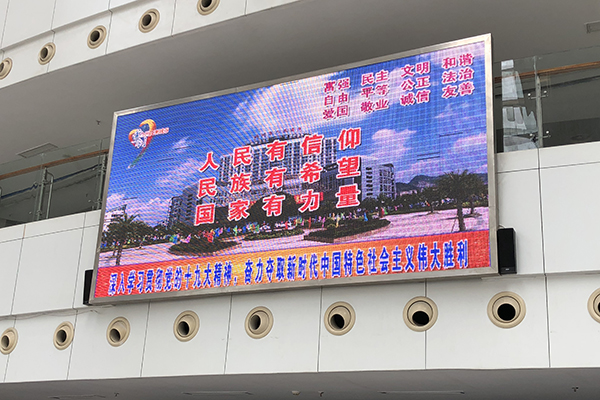 富强 民主 文明 和谐
自由 平等 公正 法治
爱国 敬业 诚信 友善
人民有信仰
民族有希望
国家有力量
深入学习贯彻党的十九大精神，奋力夺取新时代中国特色社会主义伟大胜利